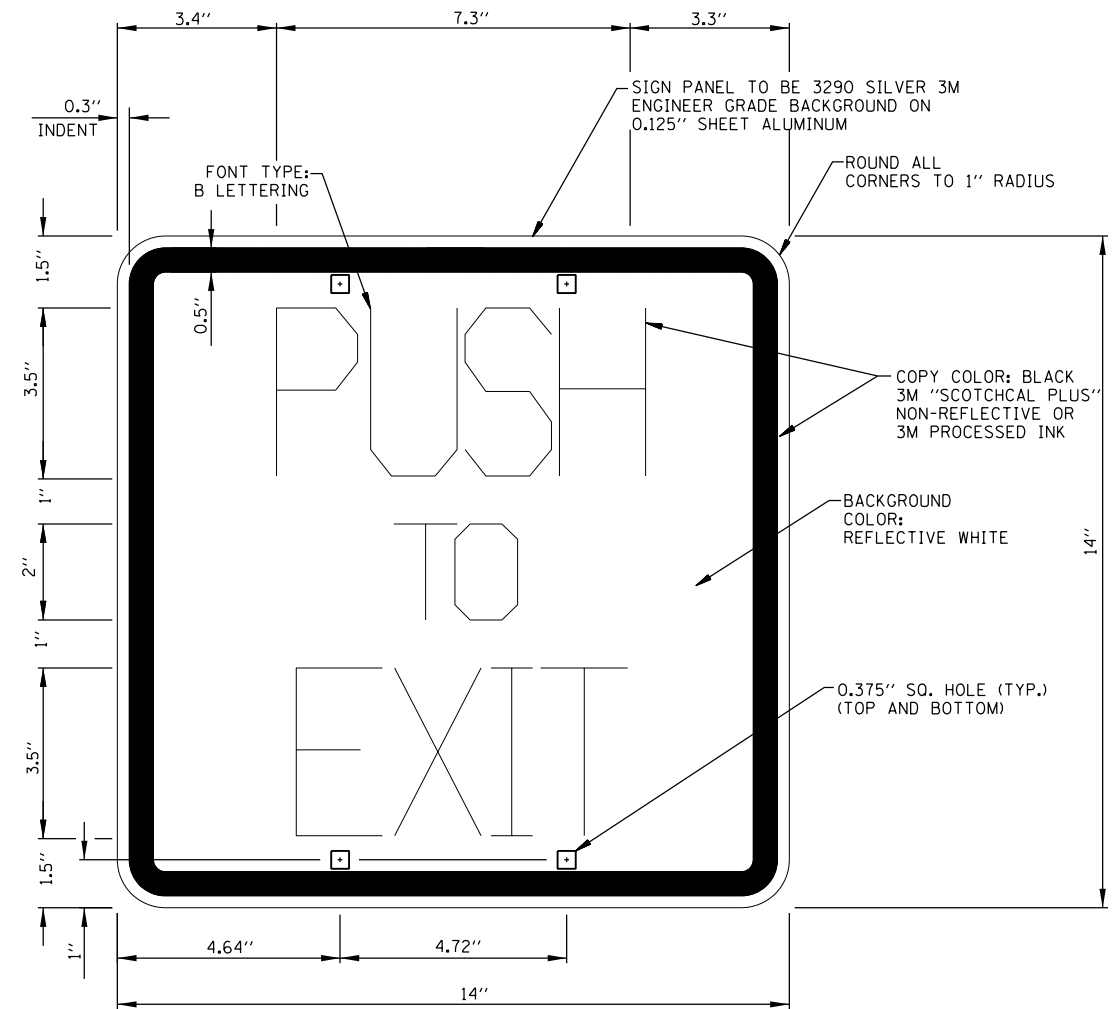 3.4''
7.3''
3.3''
SIGN PANEL TO BE 3290 SILVER 3M
ENGINEER GRADE BACKGROUND ON
0.125'' SHEET ALUMINUM
0.3''
INDENT
FONT TYPE:
B LETTERING
ROUND ALL
CORNERS TO 1'' RADIUS
1.5''
0.5''
3.5''
PUSH
COPY COLOR: BLACK
3M "SCOTCHCAL PLUS"
NON-REFLECTIVE OR
3M PROCESSED INK
1''
BACKGROUND
COLOR:
REFLECTIVE WHITE
14''
2''
TO
1''
0.375'' SQ. HOLE (TYP.)
(TOP AND BOTTOM)
3.5''
EXIT
1.5''
1''
4.64''
4.72''
14''